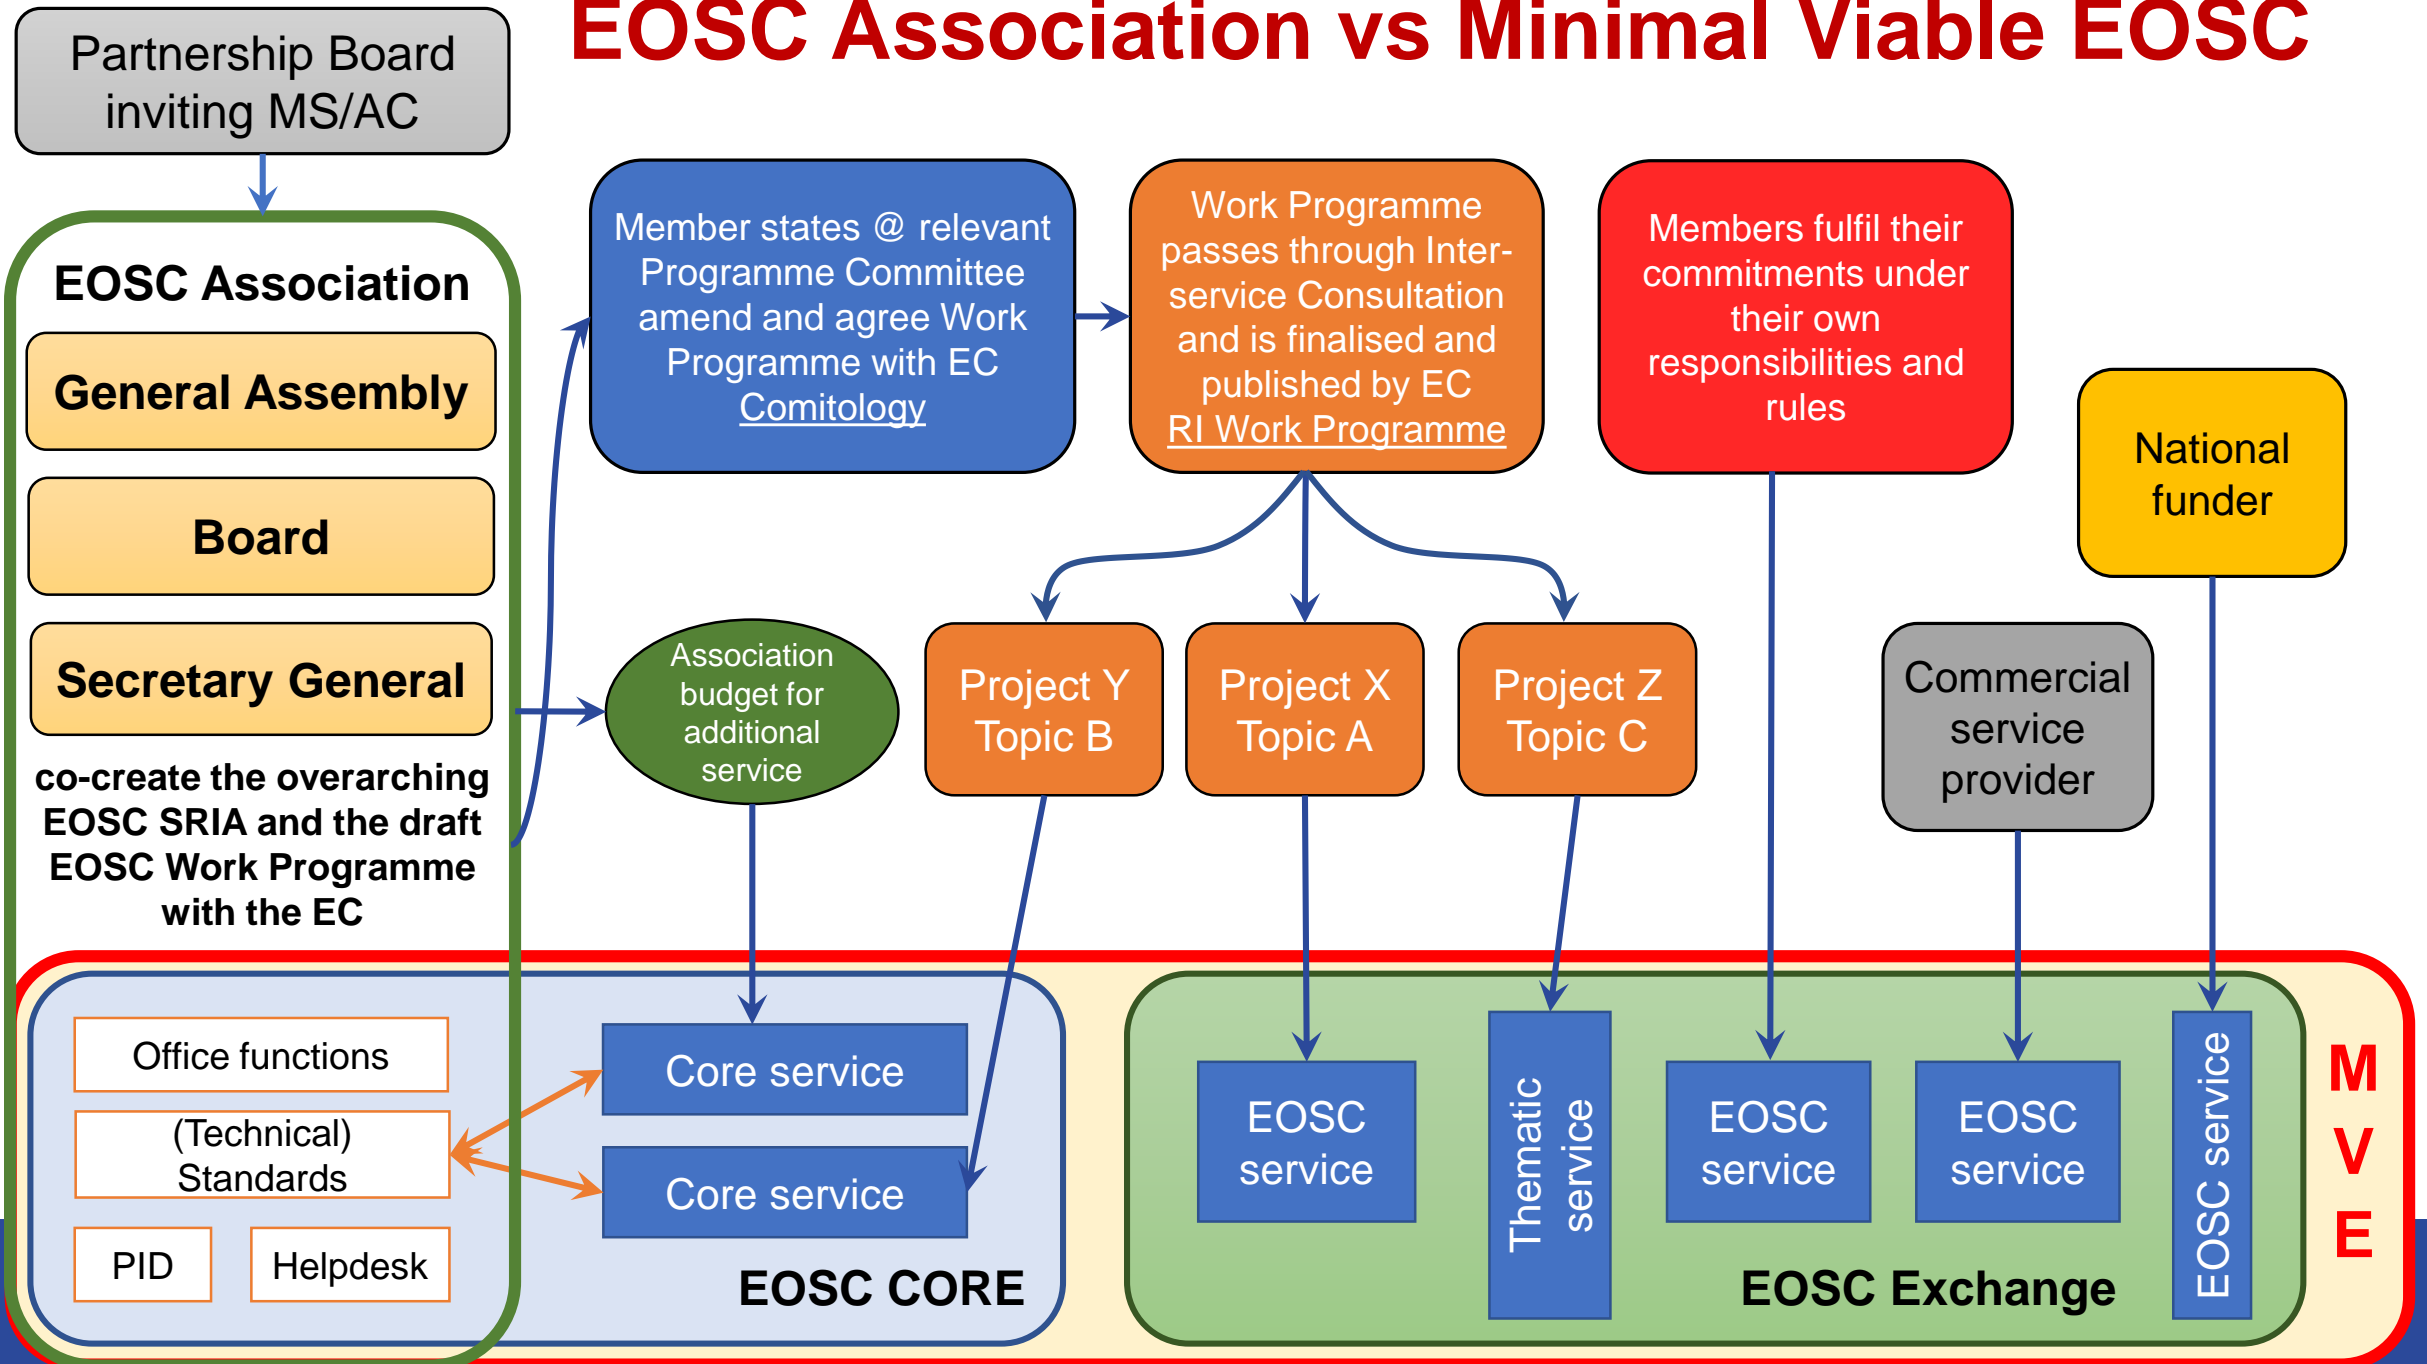 EOSC Association vs Minimal Viable EOSC
Partnership Board
inviting MS/AC
EOSC Association
General Assembly
Board
Secretary General
co-create the overarching
EOSC SRIA and the draft
EOSC Work Programme
with the EC
Member states @ relevant
Programme Committee
amend and agree Work
Programme with EC
Comitology
Work Programme
passes through Inter-
service Consultation
and is finalised and
published by EC
RI Work Programme
Members fulfil their
commitments under
their own
responsibilities and
rules
National
funder
Association
budget for
additional
service
Project Y
Topic B
Project X
Topic A
Project Z
Topic C
Commercial
service
provider
Office functions
(Technical)
Standards
PID
Helpdesk
Core service
Core service
EOSC CORE
EOSC
service
Thematic
service
EOSC
service
EOSC
service
EOSC service
EOSC Exchange
M
V
E